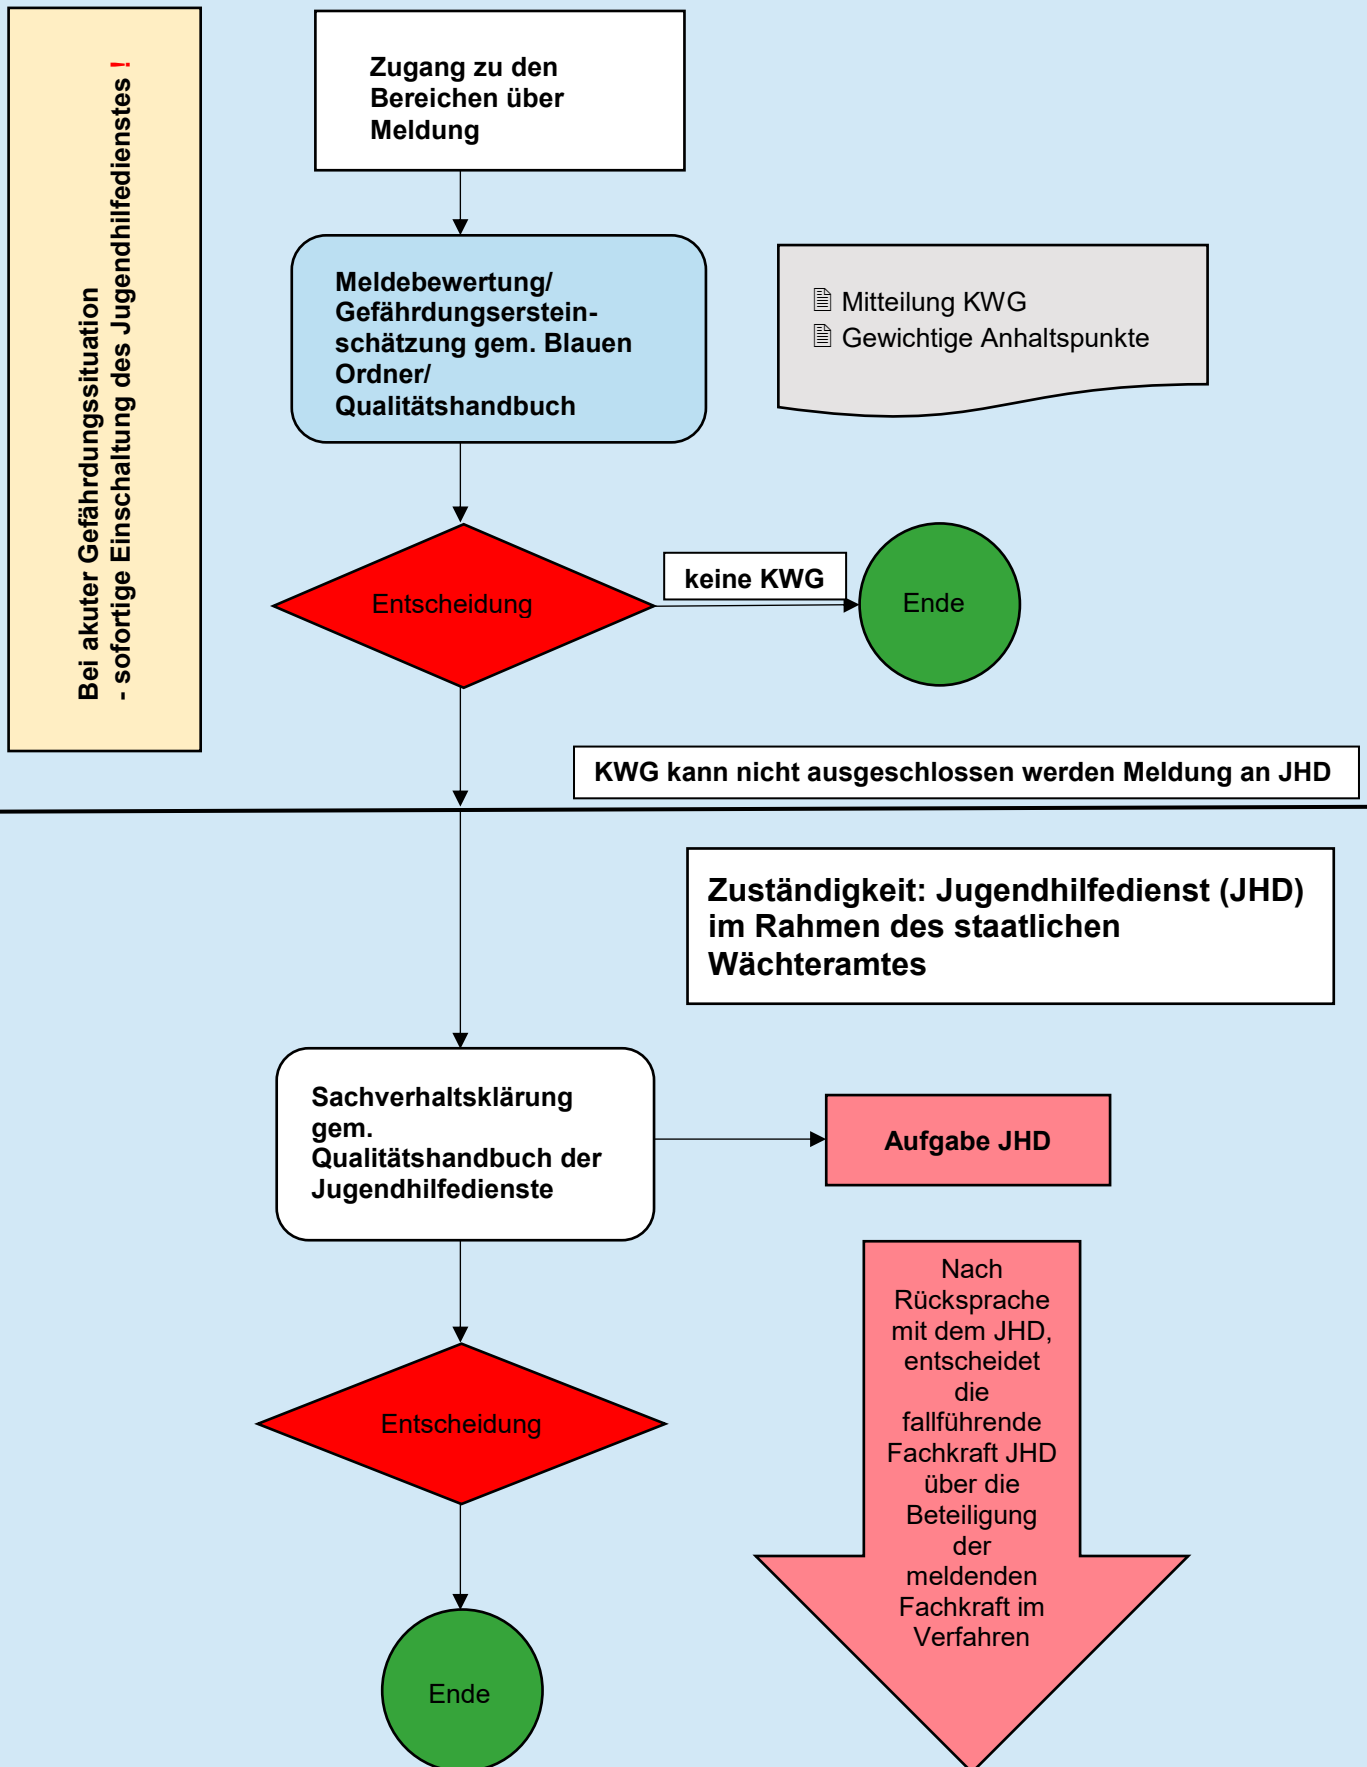 Bei akuter Gefährdungssituation
- sofortige Einschaltung des Jugendhilfedienstes !
Zugang zu den
Bereichen über
Meldung
Meldebewertung/
Gefährdungserstein-
schätzung gem. Blauen
Ordner/
Qualitätshandbuch
Mitteilung KWG
Gewichtige Anhaltspunkte
Entscheidung
keine KWG
Ende
KWG kann nicht ausgeschlossen werden Meldung an JHD
Zuständigkeit: Jugendhilfedienst (JHD)
im Rahmen des staatlichen
Wächteramtes
Sachverhaltsklärung
gem.
Qualitätshandbuch der
Jugendhilfedienste
Aufgabe JHD
Nach
Rücksprache
mit dem JHD,
entscheidet
die
fallführende
Fachkraft JHD
über die
Beteiligung
der
meldenden
Fachkraft im
Verfahren
Entscheidung
Ende